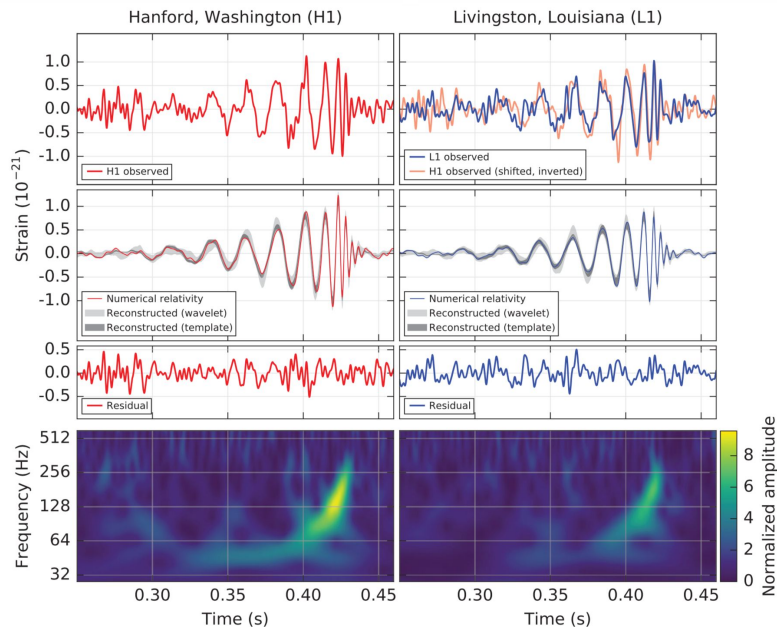 Hanford, Washington (H1)
Livingston, Louisiana (L1)
Strain (10⁻²¹)
1.0
0.5
0.0
-0.5
-1.0
H1 observed
L1 observed
H1 observed (shifted, inverted)
1.0
0.5
0.0
-0.5
-1.0
Numerical relativity
Reconstructed (wavelet)
Reconstructed (template)
Numerical relativity
Reconstructed (wavelet)
Reconstructed (template)
0.5
0.0
-0.5
Residual
Residual
Frequency (Hz)
512
256
128
64
32
Normalized amplitude
8
6
4
2
0
0.30 0.35 0.40 0.45
0.30 0.35 0.40 0.45
Time (s)
Time (s)